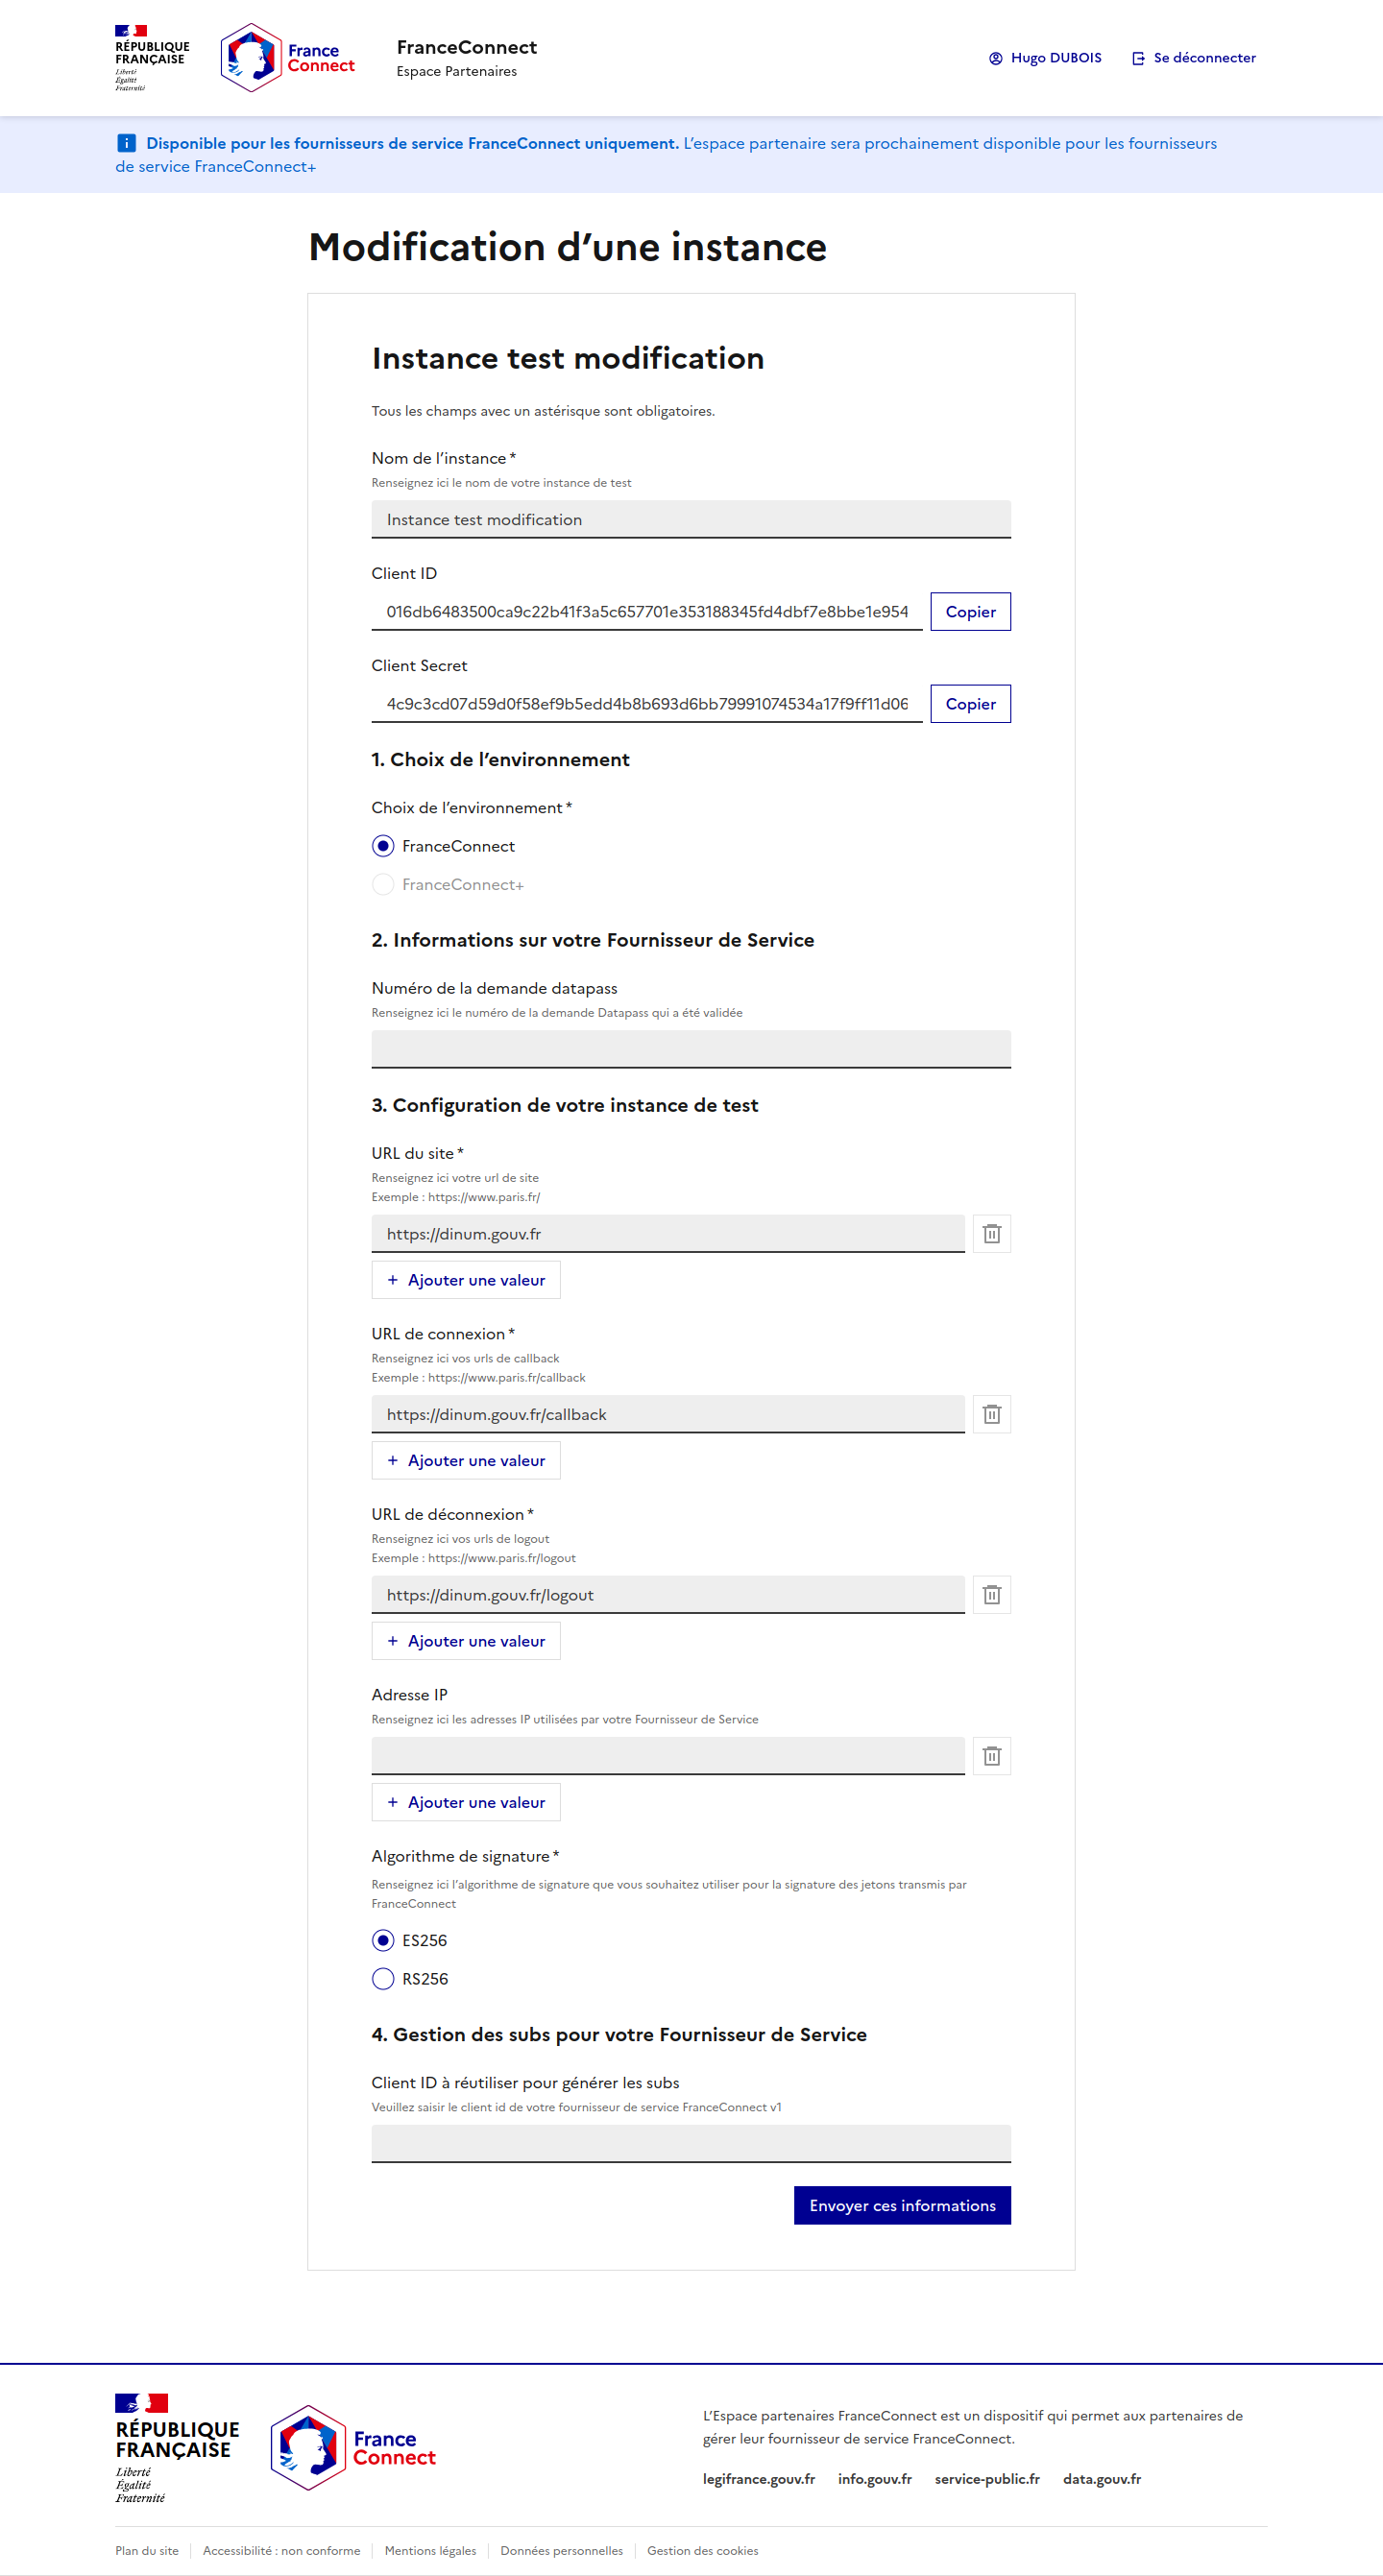 RÉPUBLIQUE
FRANÇAISE
Liberté
Égalité
Fraternité
France
Connect
FranceConnect
Espace Partenaires
Hugo DUBOIS
Se déconnecter
Disponible pour les fournisseurs de service FranceConnect uniquement. L’espace partenaire sera prochainement disponible pour les fournisseurs
de service FranceConnect+
Modification d’une instance
Instance test modification
Tous les champs avec un astérisque sont obligatoires.
Nom de l’instance *
Renseignez ici le nom de votre instance de test
Instance test modification
Client ID
016db6483500ca9c22b41f3a5c657701e353188345fd4dbf7e8bbe1e954
Copier
Client Secret
4c9c3cd07d59d0f58ef9b5edd4b8b693d6bb79991074534a17f9ff11d06
Copier
1. Choix de l’environnement
Choix de l’environnement *
FranceConnect
FranceConnect+
2. Informations sur votre Fournisseur de Service
Numéro de la demande datapass
Renseignez ici le numéro de la demande Datapass qui a été validée
3. Configuration de votre instance de test
URL du site *
Renseignez ici votre url de site
Exemple : https://www.paris.fr/
https://dinum.gouv.fr
+ Ajouter une valeur
URL de connexion *
Renseignez ici vos urls de callback
Exemple : https://www.paris.fr/callback
https://dinum.gouv.fr/callback
+ Ajouter une valeur
URL de déconnexion *
Renseignez ici vos urls de logout
Exemple : https://www.paris.fr/logout
https://dinum.gouv.fr/logout
+ Ajouter une valeur
Adresse IP
Renseignez ici les adresses IP utilisées par votre Fournisseur de Service
+ Ajouter une valeur
Algorithme de signature *
Renseignez ici l’algorithme de signature que vous souhaitez utiliser pour la signature des jetons transmis par
FranceConnect
ES256
RS256
4. Gestion des subs pour votre Fournisseur de Service
Client ID à réutiliser pour générer les subs
Veuillez saisir le client id de votre fournisseur de service FranceConnect v1
Envoyer ces informations
RÉPUBLIQUE
FRANÇAISE
Liberté
Égalité
Fraternité
France
Connect
L’Espace partenaires FranceConnect est un dispositif qui permet aux partenaires de
gérer leur fournisseur de service FranceConnect.
legifrance.gouv.fr info.gouv.fr service-public.fr data.gouv.fr
Plan du site Accessibilité : non conforme Mentions légales Données personnelles Gestion des cookies